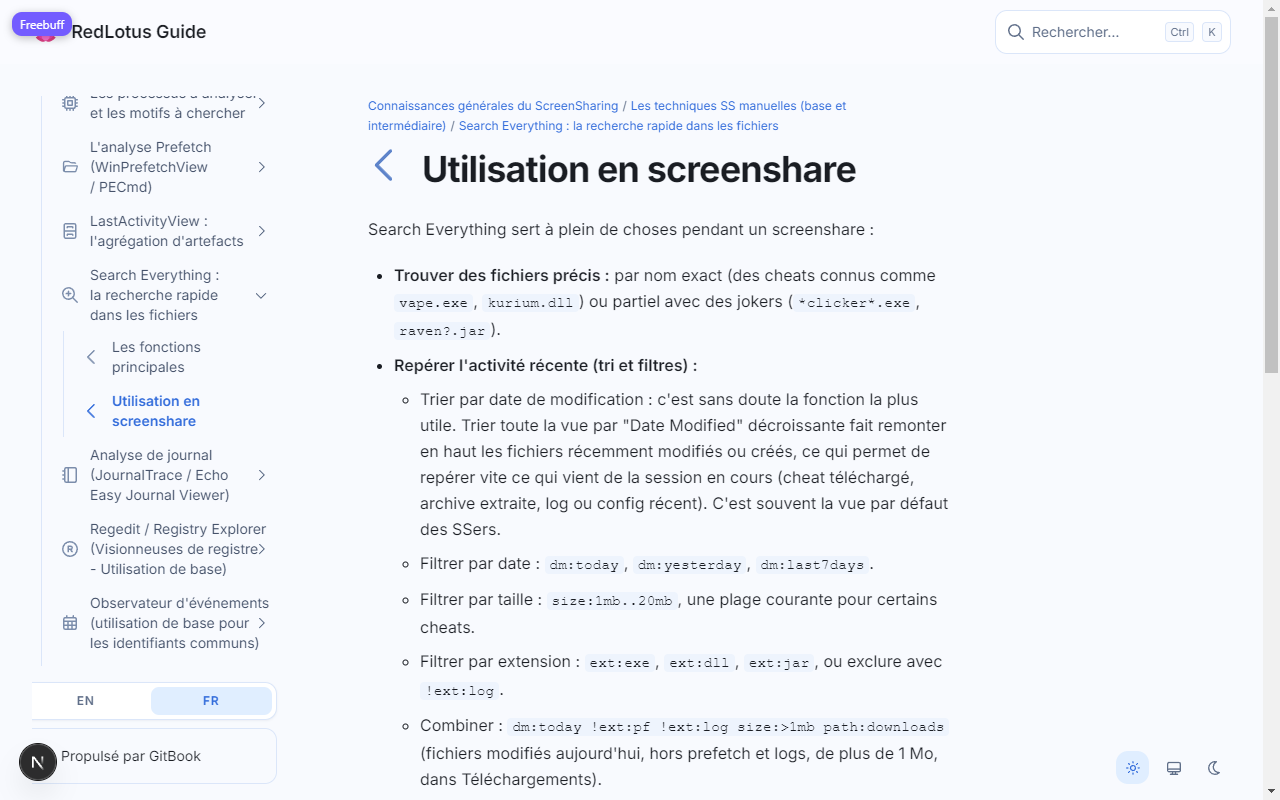 Freebuff
RedLotus Guide
Rechercher...
Ctrl
K
Les processus à analyser
et les motifs à chercher
L'analyse Prefetch
(WinPrefetchView
/ PECmd)
LastActivityView :
l'agrégation d'artefacts
Search Everything :
la recherche rapide
dans les fichiers
Les fonctions
principales
Utilisation en
screenshare
Analyse de journal
(JournalTrace / Echo
Easy Journal Viewer)
Regedit / Registry Explorer
(Visionneuses de registre
- Utilisation de base)
Observateur d'événements
(utilisation de base pour
les identifiants communs)
EN
FR
Propulsé par GitBook
N
Connaissances générales du ScreenSharing / Les techniques SS manuelles (base et
intermédiaire) / Search Everything : la recherche rapide dans les fichiers
Utilisation en screenshare
Search Everything sert à plein de choses pendant un screenshare :
• Trouver des fichiers précis : par nom exact (des cheats connus comme
vape.exe, kurium.dll) ou partiel avec des jokers (*clicker*.exe,
raven?.jar).
• Repérer l'activité récente (tri et filtres) :
◦ Trier par date de modification : c'est sans doute la fonction la plus
utile. Trier toute la vue par "Date Modified" décroissante fait remonter
en haut les fichiers récemment modifiés ou créés, ce qui permet de
repérer vite ce qui vient de la session en cours (cheat téléchargé,
archive extraite, log ou config récent). C'est souvent la vue par défaut
des SSers.
◦ Filtrer par date : dm:today, dm:yesterday, dm:last7days.
◦ Filtrer par taille : size:1mb..20mb, une plage courante pour certains
cheats.
◦ Filtrer par extension : ext:exe, ext:dll, ext:jar, ou exclure avec
!ext:log.
◦ Combiner : dm:today !ext:pf !ext:log size:>1mb path:downloads
(fichiers modifiés aujourd'hui, hors prefetch et logs, de plus de 1 Mo,
dans Téléchargements).